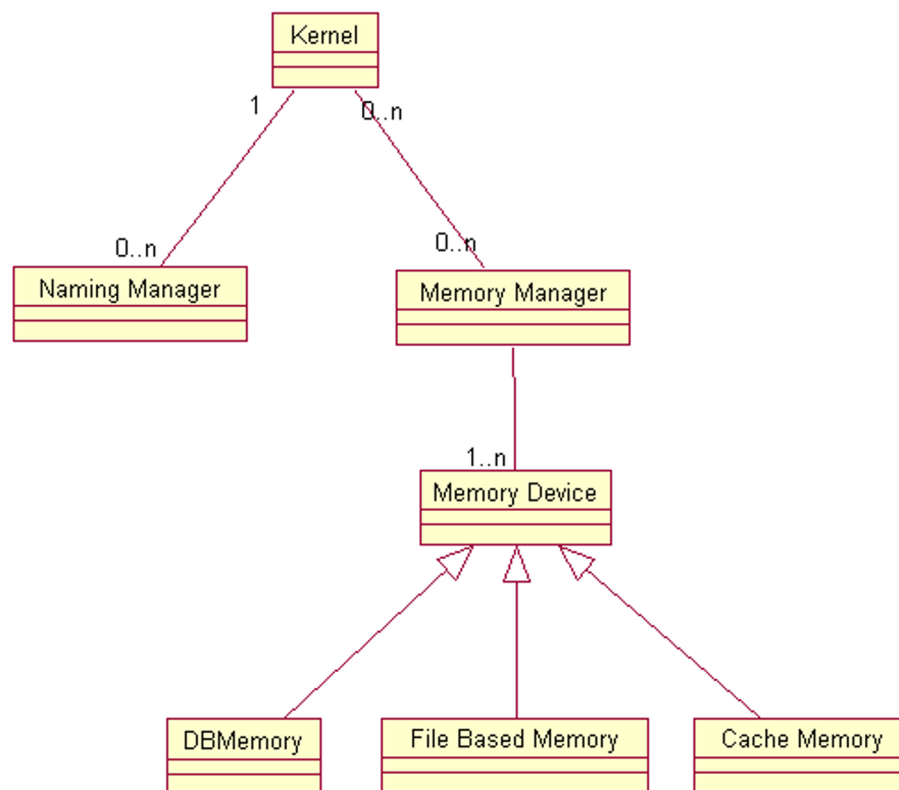 Kernel
1
0..n
0..n
0..n
Naming Manager
Memory Manager
1..n
Memory Device
DBMemory
File Based Memory
Cache Memory